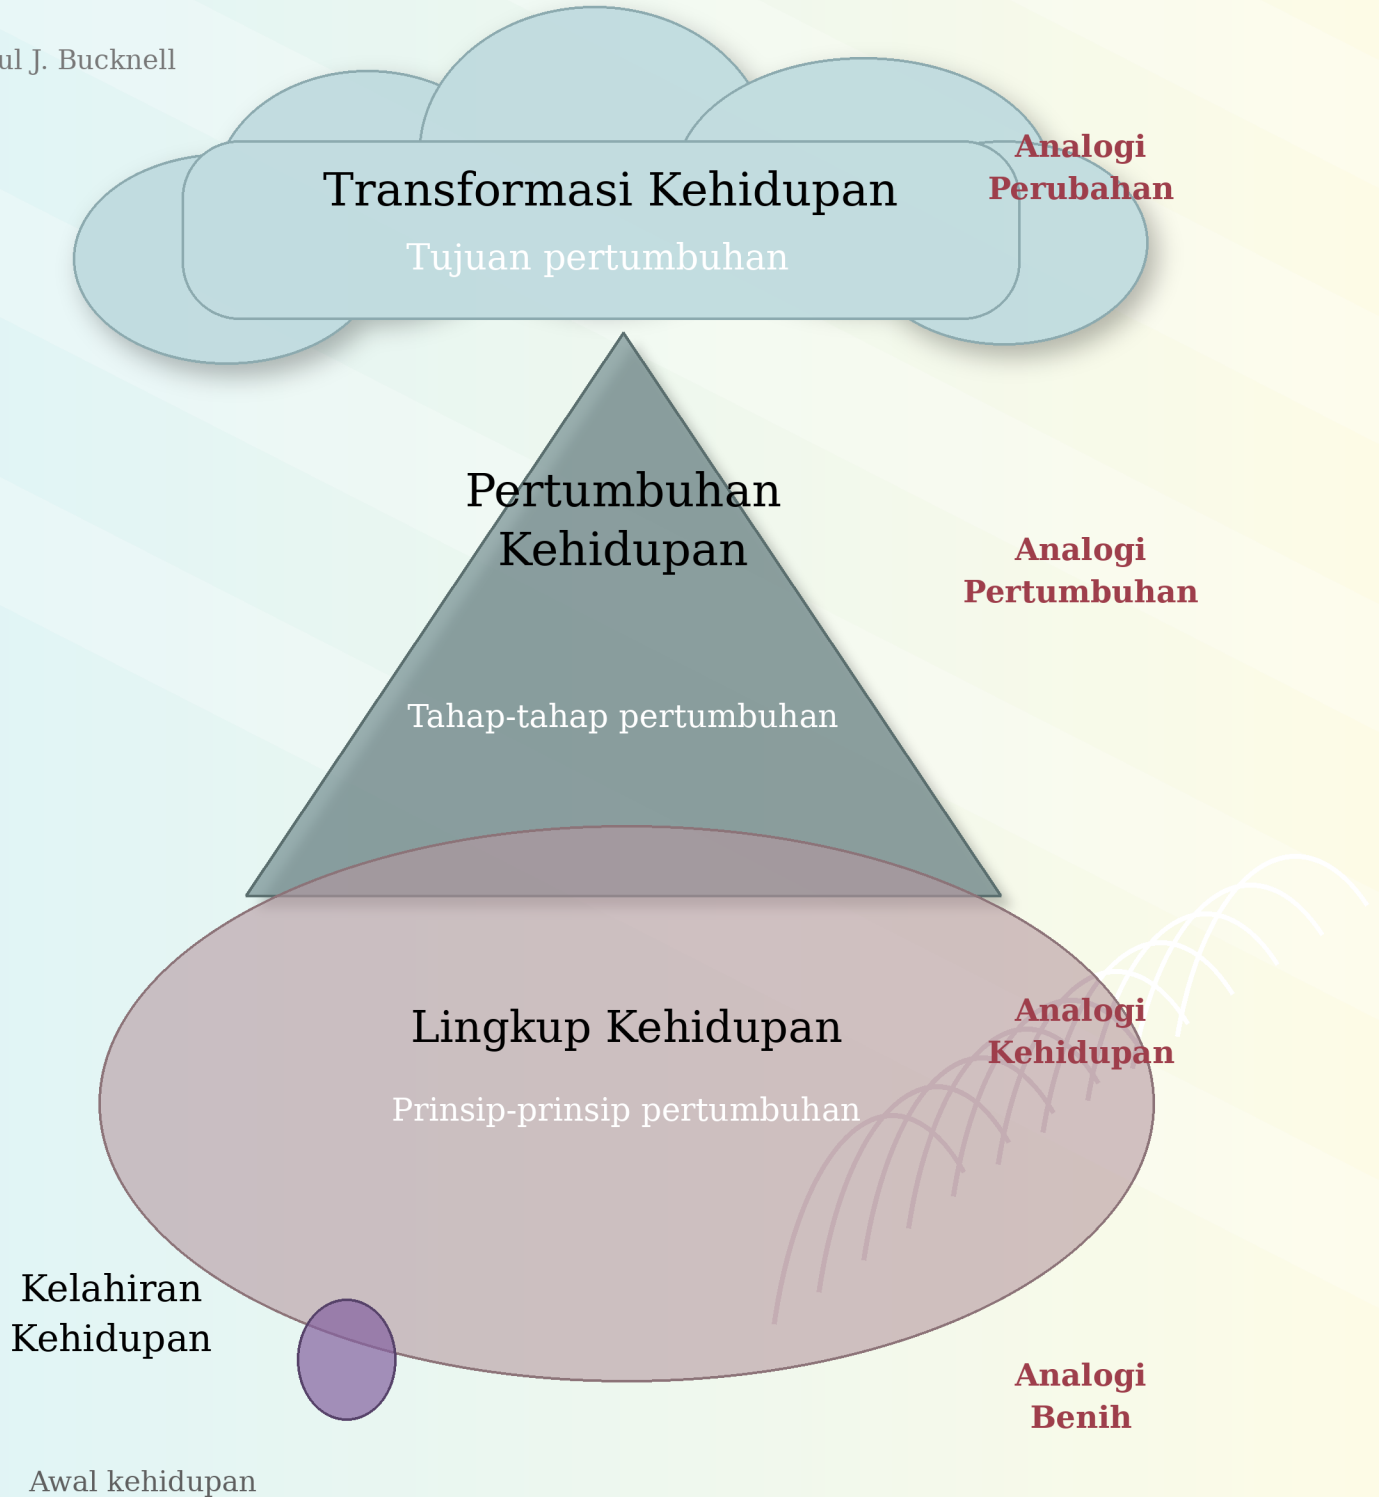 ul J. Bucknell
Analogi
Perubahan
Transformasi Kehidupan
Tujuan pertumbuhan
Pertumbuhan
Kehidupan
Analogi
Pertumbuhan
Tahap-tahap pertumbuhan
Lingkup Kehidupan
Analogi
Kehidupan
Prinsip-prinsip pertumbuhan
Kelahiran
Kehidupan
Analogi
Benih
Awal kehidupan